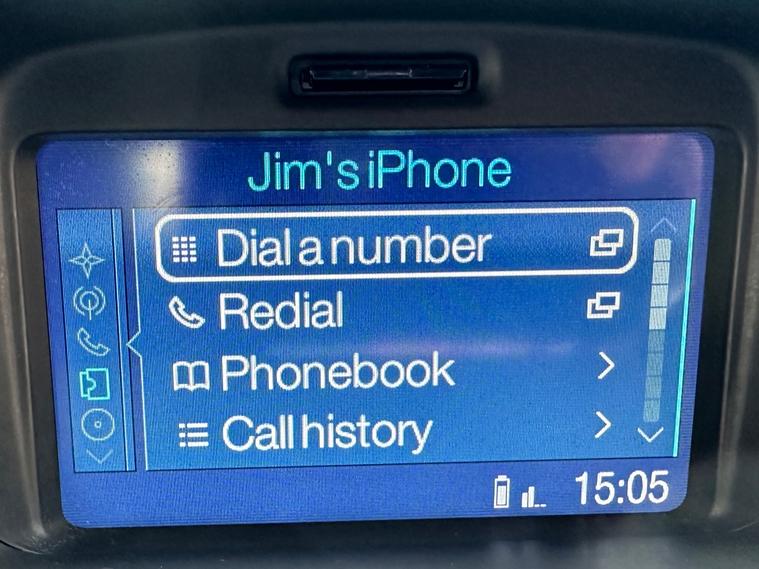 Jim's iPhone
Dial a number
Redial
Phonebook
Call history
15:05